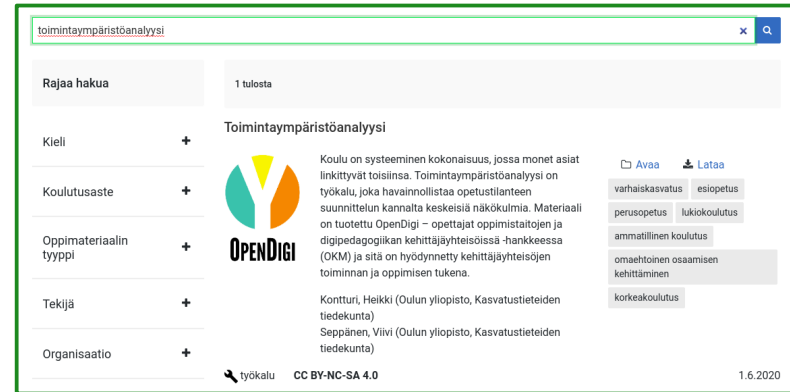 toimintaympäristöanalyysi
Rajaa hakua
1 tulosta
Kieli
Koulutusaste
Oppimateriaalin
tyyppi
Tekijä
Organisaatio
Toimintaympäristöanalyysi
OPENDIGI
Koulu on systeeminen kokonaisuus, jossa monet asiat
linkittyvät toisiinsa. Toimintaympäristöanalyysi on
työkalu, joka havainnollistaa opetustilanteen
suunnittelun kannalta keskeisiä näkökulmia. Materiaali
on tuotettu OpenDigi – opettajat oppimistaitojen ja
digipedagogiikan kehittäjäyhteisöissä -hankkeessa
(OKM) ja sitä on hyödynnetty kehittäjäyhteisöjen
toiminnan ja oppimisen tukena.
Kontturi, Heikki (Oulun yliopisto, Kasvatustieteiden
tiedekunta)
Seppänen, Viivi (Oulun yliopisto, Kasvatustieteiden
tiedekunta)
Avaa Lataa
varhaiskasvatus esiopetus
perusopetus lukiokoulutus
ammatillinen koulutus
omaehtoinen osaamisen
kehittäminen
korkeakoulutus
työkalu CC BY-NC-SA 4.0 1.6.2020